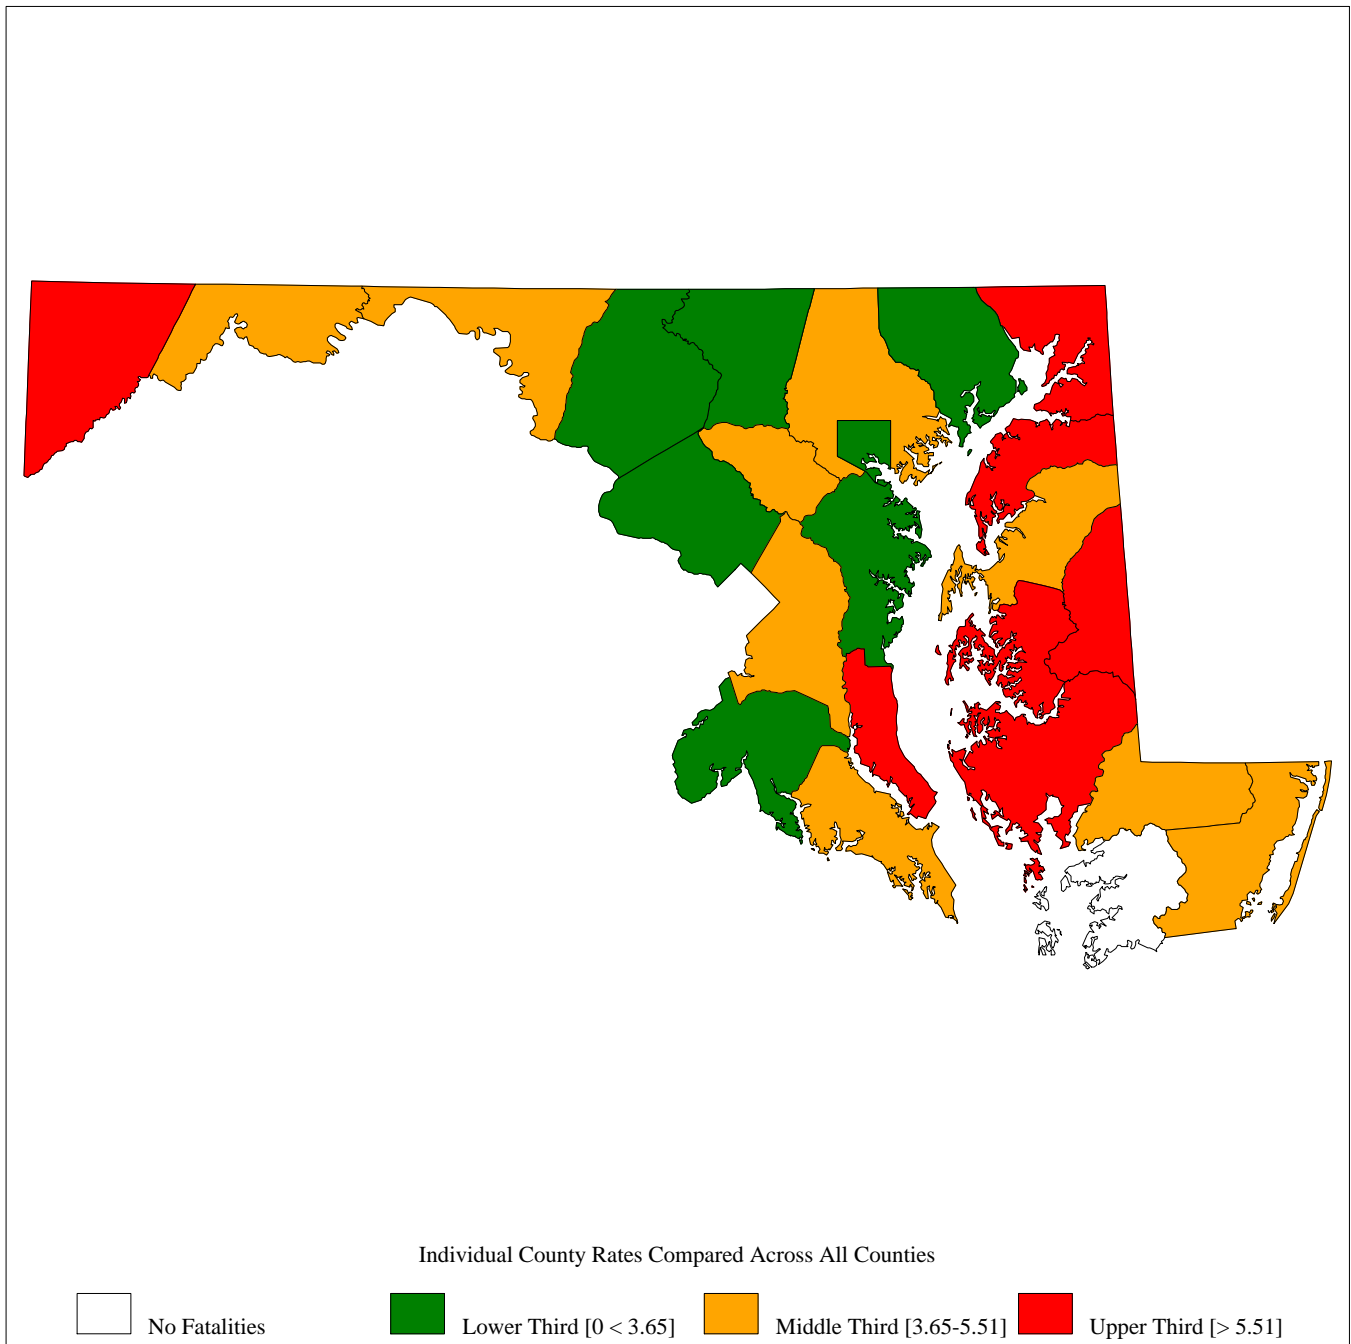 Individual County Rates Compared Across All Counties
No Fatalities Lower Third [0 < 3.65] Middle Third [3.65-5.51] Upper Third [> 5.51]